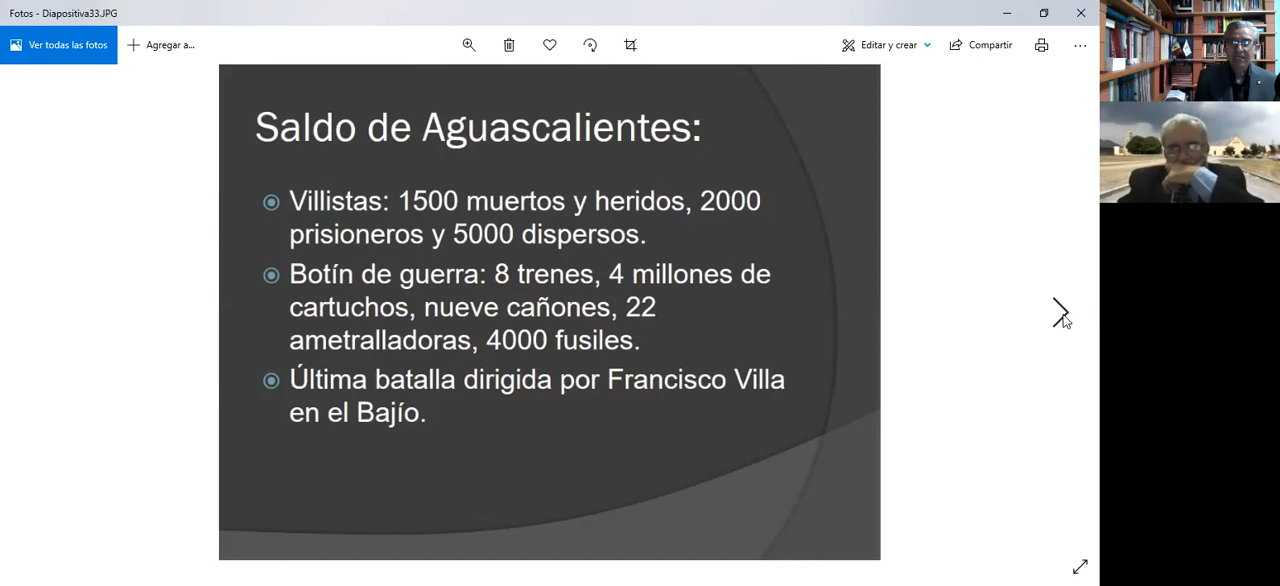 Fotos - Diapositiva33.JPG
Ver todas las fotos
Agregar a...
Editar y crear
Compartir
Saldo de Aguascalientes:
Villistas: 1500 muertos y heridos, 2000
prisioneros y 5000 dispersos.
Botín de guerra: 8 trenes, 4 millones de
cartuchos, nueve cañones, 22
ametralladoras, 4000 fusiles.
Última batalla dirigida por Francisco Villa
en el Bajío.